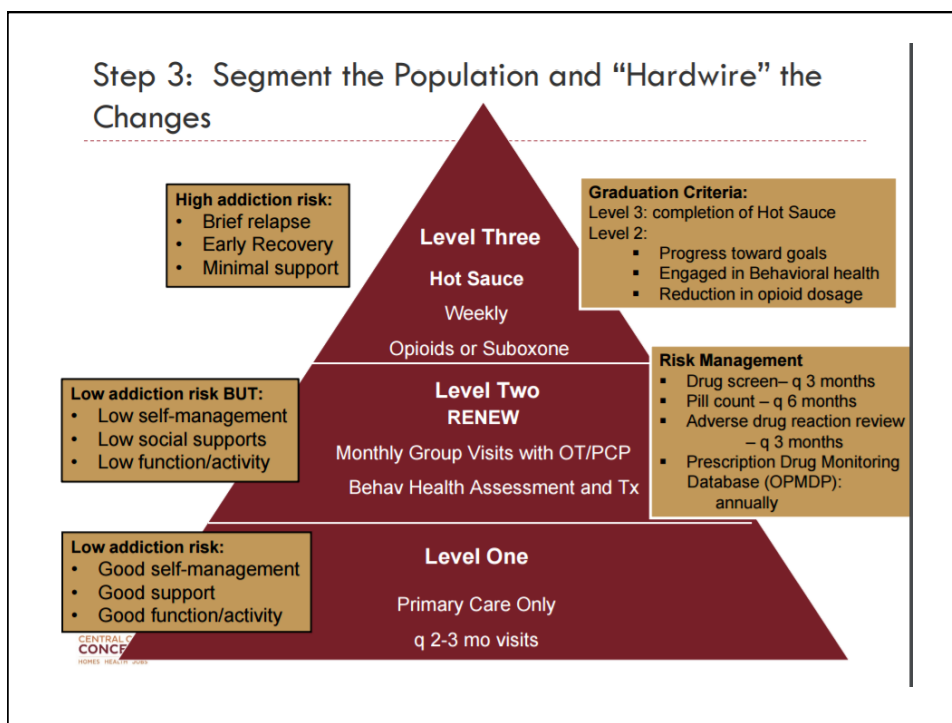 Step 3:  Segment the Population and “Hardwire” the
Changes
High addiction risk:
• Brief relapse
• Early Recovery
• Minimal support
Level Three
Hot Sauce
Weekly
Opioids or Suboxone
Graduation Criteria:
Level 3: completion of Hot Sauce
Level 2:
▪ Progress toward goals
▪ Engaged in Behavioral health
▪ Reduction in opioid dosage
Low addiction risk BUT:
• Low self-management
• Low social supports
• Low function/activity
Level Two
RENEW
Monthly Group Visits with OT/PCP
Behav Health Assessment and Tx
Risk Management
▪ Drug screen– q 3 months
▪ Pill count – q 6 months
▪ Adverse drug reaction review
– q 3 months
▪ Prescription Drug Monitoring
Database (OPMDP):
annually
Low addiction risk:
• Good self-management
• Good support
• Good function/activity
Level One
Primary Care Only
q 2-3 mo visits
CENTRAL
HOMES HEALTH JOBS